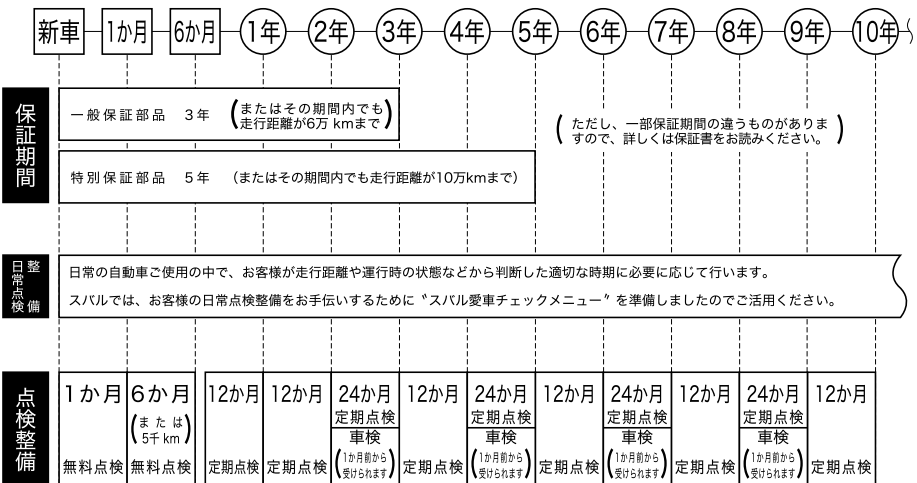 新車 1か月 6か月 1年 2年 3年 4年 5年 6年 7年 8年 9年 10年
保証期間
一般保証部品 3年 (またはその期間内でも
走行距離が6万kmまで)
(ただし、一部保証期間の違うものがありま
すので、詳しくは保証書をお読みください。)
特別保証部品 5年 (またはその期間内でも走行距離が10万kmまで)
日常点検
整備
日常の自動車ご使用の中で、お客様が走行距離や運行時の状態などから判断した適切な時期に必要に応じて行います。
スバルでは、お客様の日常点検整備をお手伝いするために〝スバル愛車チェックメニュー〞を準備しましたのでご活用ください。
点検整備
1か月
無料点検
6か月
(または
5千km)
無料点検
12か月
定期点検
12か月
定期点検
24か月
定期点検
車検
(1か月前から
受けられます)
12か月
定期点検
24か月
定期点検
車検
(1か月前から
受けられます)
12か月
定期点検
24か月
定期点検
車検
(1か月前から
受けられます)
12か月
定期点検
24か月
定期点検
車検
(1か月前から
受けられます)
12か月
定期点検